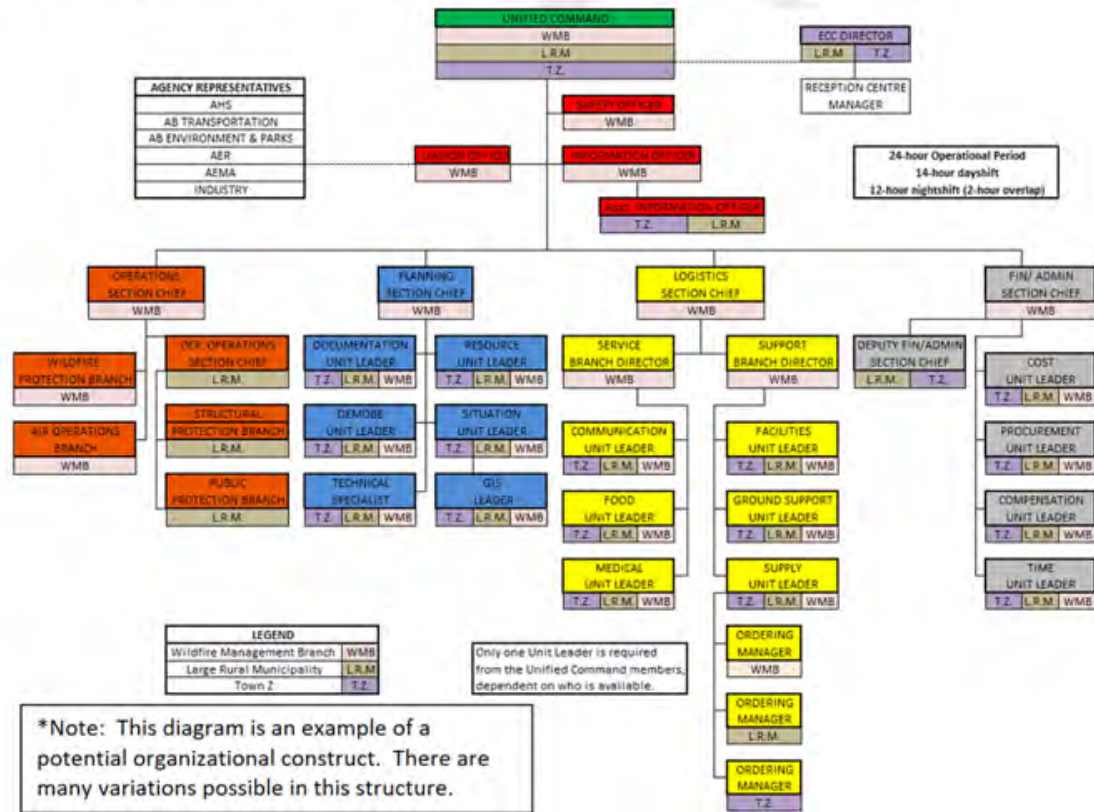 UNIFIED COMMAND -
WMB
L.R.M
T.Z.
ECC DIRECTOR
L.R.M T.Z.
RECEPTION CENTRE
MANAGER
AGENCY REPRESENTATIVES
AHS
AB TRANSPORTATION
AB ENVIRONMENT & PARKS
AER
AEMA
INDUSTRY
SAFETY OFFICER
WMB
LIAISON OFFICER
WMB
INFORMATION OFFICER
WMB
Asst. INFORMATION OFFICER
T.Z. L.R.M
24-hour Operational Period
14-hour dayshift
12-hour nightshift (2-hour overlap)
OPERATIONS
SECTION CHIEF
WMB
PLANNING
SECTION CHIEF
WMB
LOGISTICS
SECTION CHIEF
WMB
FIN/ ADMIN
SECTION CHIEF
WMB
WILDFIRE
PROTECTION BRANCH
WMB
AIR OPERATIONS
BRANCH
WMB
DEP. OPERATIONS
SECTION CHIEF
L.R.M.
STRUCTURAL
PROTECTION BRANCH
L.R.M.
PUBLIC
PROTECTION BRANCH
L.R.M.
DOCUMENTATION
UNIT LEADER
T.Z. L.R.M. WMB
DEMOBE
UNIT LEADER
T.Z. L.R.M. WMB
TECHNICAL
SPECIALIST
T.Z. L.R.M. WMB
RESOURCE
UNIT LEADER
T.Z. L.R.M. WMB
SITUATION
UNIT LEADER
T.Z. L.R.M. WMB
GIS
LEADER
T.Z. L.R.M. WMB
SERVICE
BRANCH DIRECTOR
WMB
COMMUNICATION
UNIT LEADER
T.Z. L.R.M. WMB
FOOD
UNIT LEADER
T.Z. L.R.M. WMB
MEDICAL
UNIT LEADER
T.Z. L.R.M. WMB
SUPPORT
BRANCH DIRECTOR
WMB
FACILITIES
UNIT LEADER
T.Z. L.R.M. WMB
GROUND SUPPORT
UNIT LEADER
T.Z. L.R.M. WMB
SUPPLY
UNIT LEADER
T.Z. L.R.M. WMB
ORDERING
MANAGER
WMB
ORDERING
MANAGER
L.R.M.
ORDERING
MANAGER
T.Z.
DEPUTY FIN/ADMIN
SECTION CHIEF
L.R.M. T.Z.
COST
UNIT LEADER
T.Z. L.R.M. WMB
PROCUREMENT
UNIT LEADER
T.Z. L.R.M. WMB
COMPENSATION
UNIT LEADER
T.Z. L.R.M. WMB
TIME
UNIT LEADER
T.Z. L.R.M. WMB
LEGEND
Wildfire Management Branch WMB
Large Rural Municipality L.R.M
Town Z T.Z.
Only one Unit Leader is required
from the Unified Command members,
dependent on who is available.
*Note: This diagram is an example of a
potential organizational construct. There are
many variations possible in this structure.